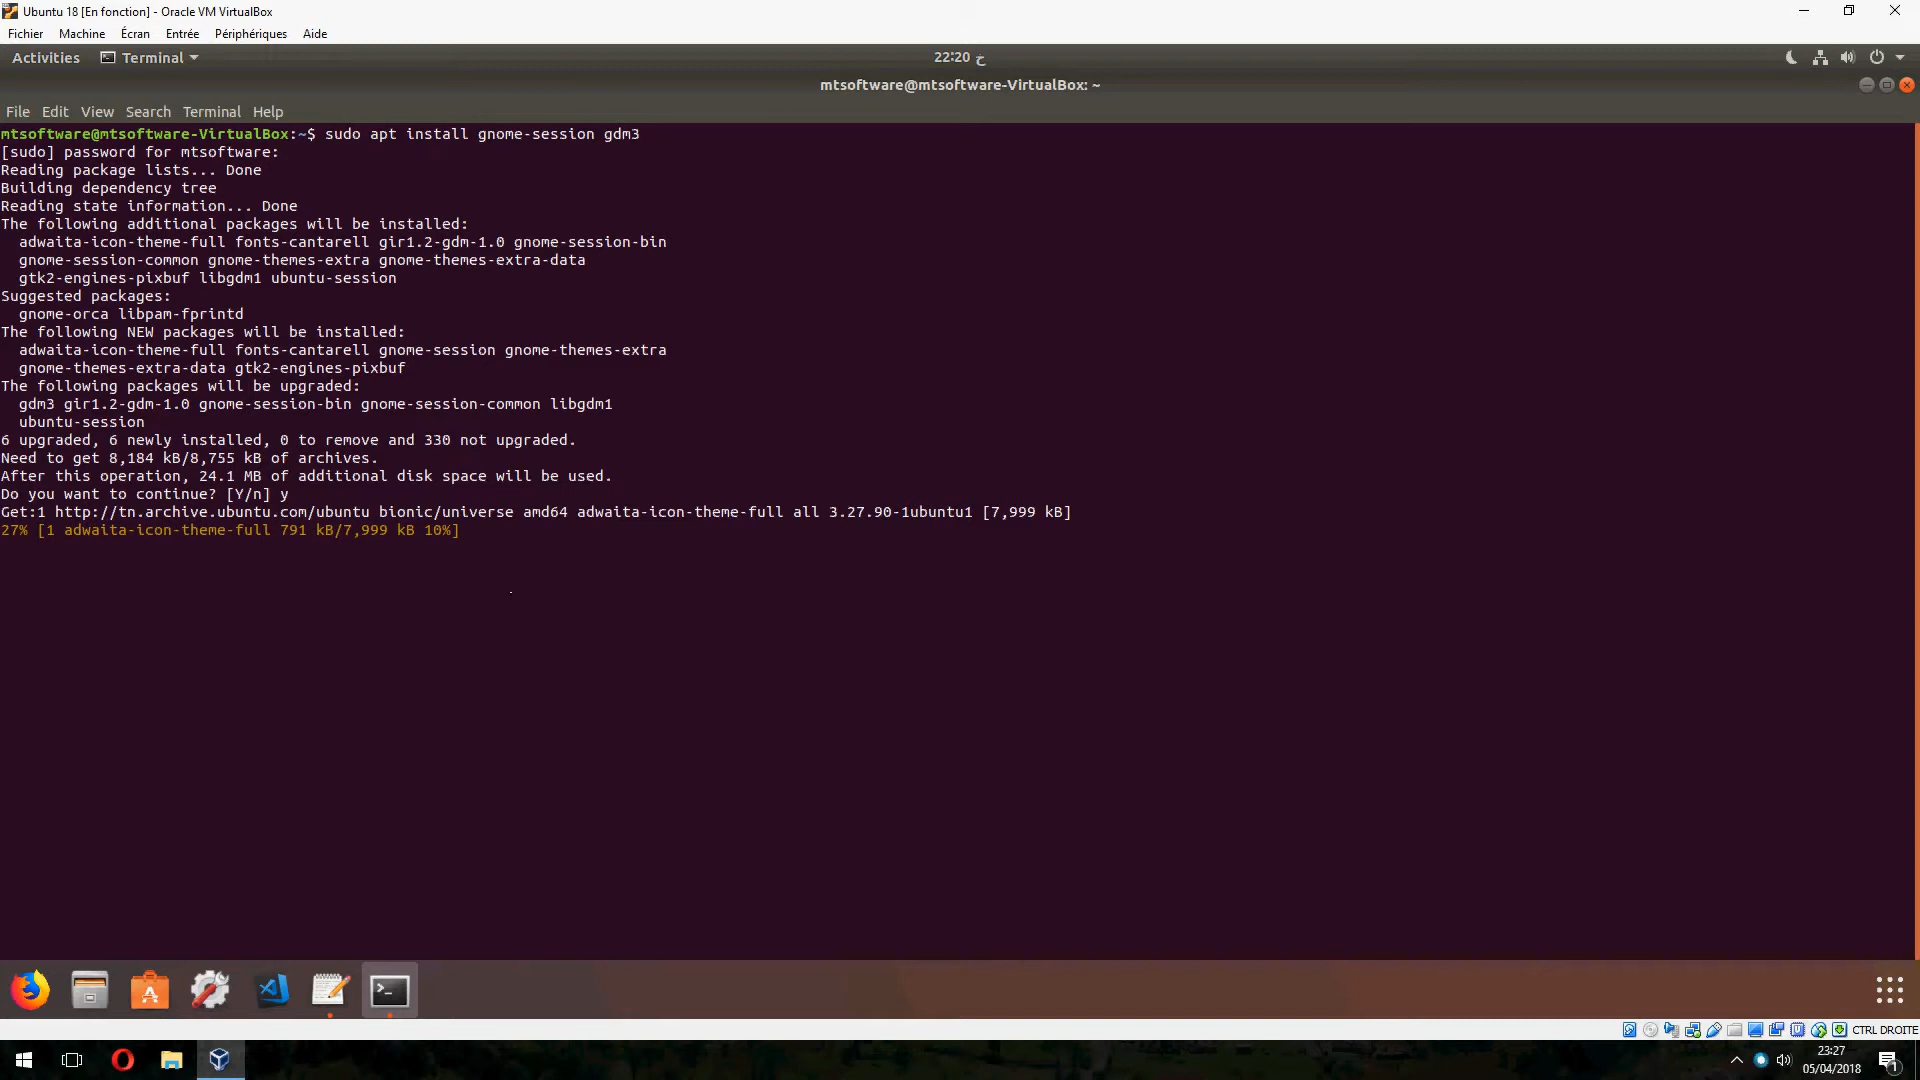 Ubuntu 18 [En fonction] - Oracle VM VirtualBox
Fichier Machine Écran Entrée Périphériques Aide
Activities Terminal 22:20 خ
mtsoftware@mtsoftware-VirtualBox: ~
File Edit View Search Terminal Help
mtsoftware@mtsoftware-VirtualBox:~$ sudo apt install gnome-session gdm3
[sudo] password for mtsoftware:
Reading package lists... Done
Building dependency tree
Reading state information... Done
The following additional packages will be installed:
adwaita-icon-theme-full fonts-cantarell gir1.2-gdm-1.0 gnome-session-bin
gnome-session-common gnome-themes-extra gnome-themes-extra-data
gtk2-engines-pixbuf libgdm1 ubuntu-session
Suggested packages:
gnome-orca libpam-fprintd
The following NEW packages will be installed:
adwaita-icon-theme-full fonts-cantarell gnome-session gnome-themes-extra
gnome-themes-extra-data gtk2-engines-pixbuf
The following packages will be upgraded:
gdm3 gir1.2-gdm-1.0 gnome-session-bin gnome-session-common libgdm1
ubuntu-session
6 upgraded, 6 newly installed, 0 to remove and 330 not upgraded.
Need to get 8,184 kB/8,755 kB of archives.
After this operation, 24.1 MB of additional disk space will be used.
Do you want to continue? [Y/n] y
Get:1 http://tn.archive.ubuntu.com/ubuntu bionic/universe amd64 adwaita-icon-theme-full all 3.27.90-1ubuntu1 [7,999 kB]
27% [1 adwaita-icon-theme-full 791 kB/7,999 kB 10%]
CTRL DROITE
23:27
05/04/2018
1